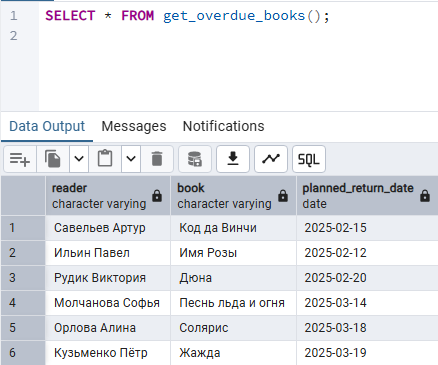 1 SELECT * FROM get_overdue_books();
2
Data Output Messages Notifications
SQL
reader book planned_return_date
character varying character varying date
1 Савельев Артур Код да Винчи 2025-02-15
2 Ильин Павел Имя Розы 2025-02-12
3 Рудик Виктория Дюна 2025-02-20
4 Молчанова Софья Песнь льда и огня 2025-03-14
5 Орлова Алина Солярис 2025-03-18
6 Кузьменко Пётр Жажда 2025-03-19